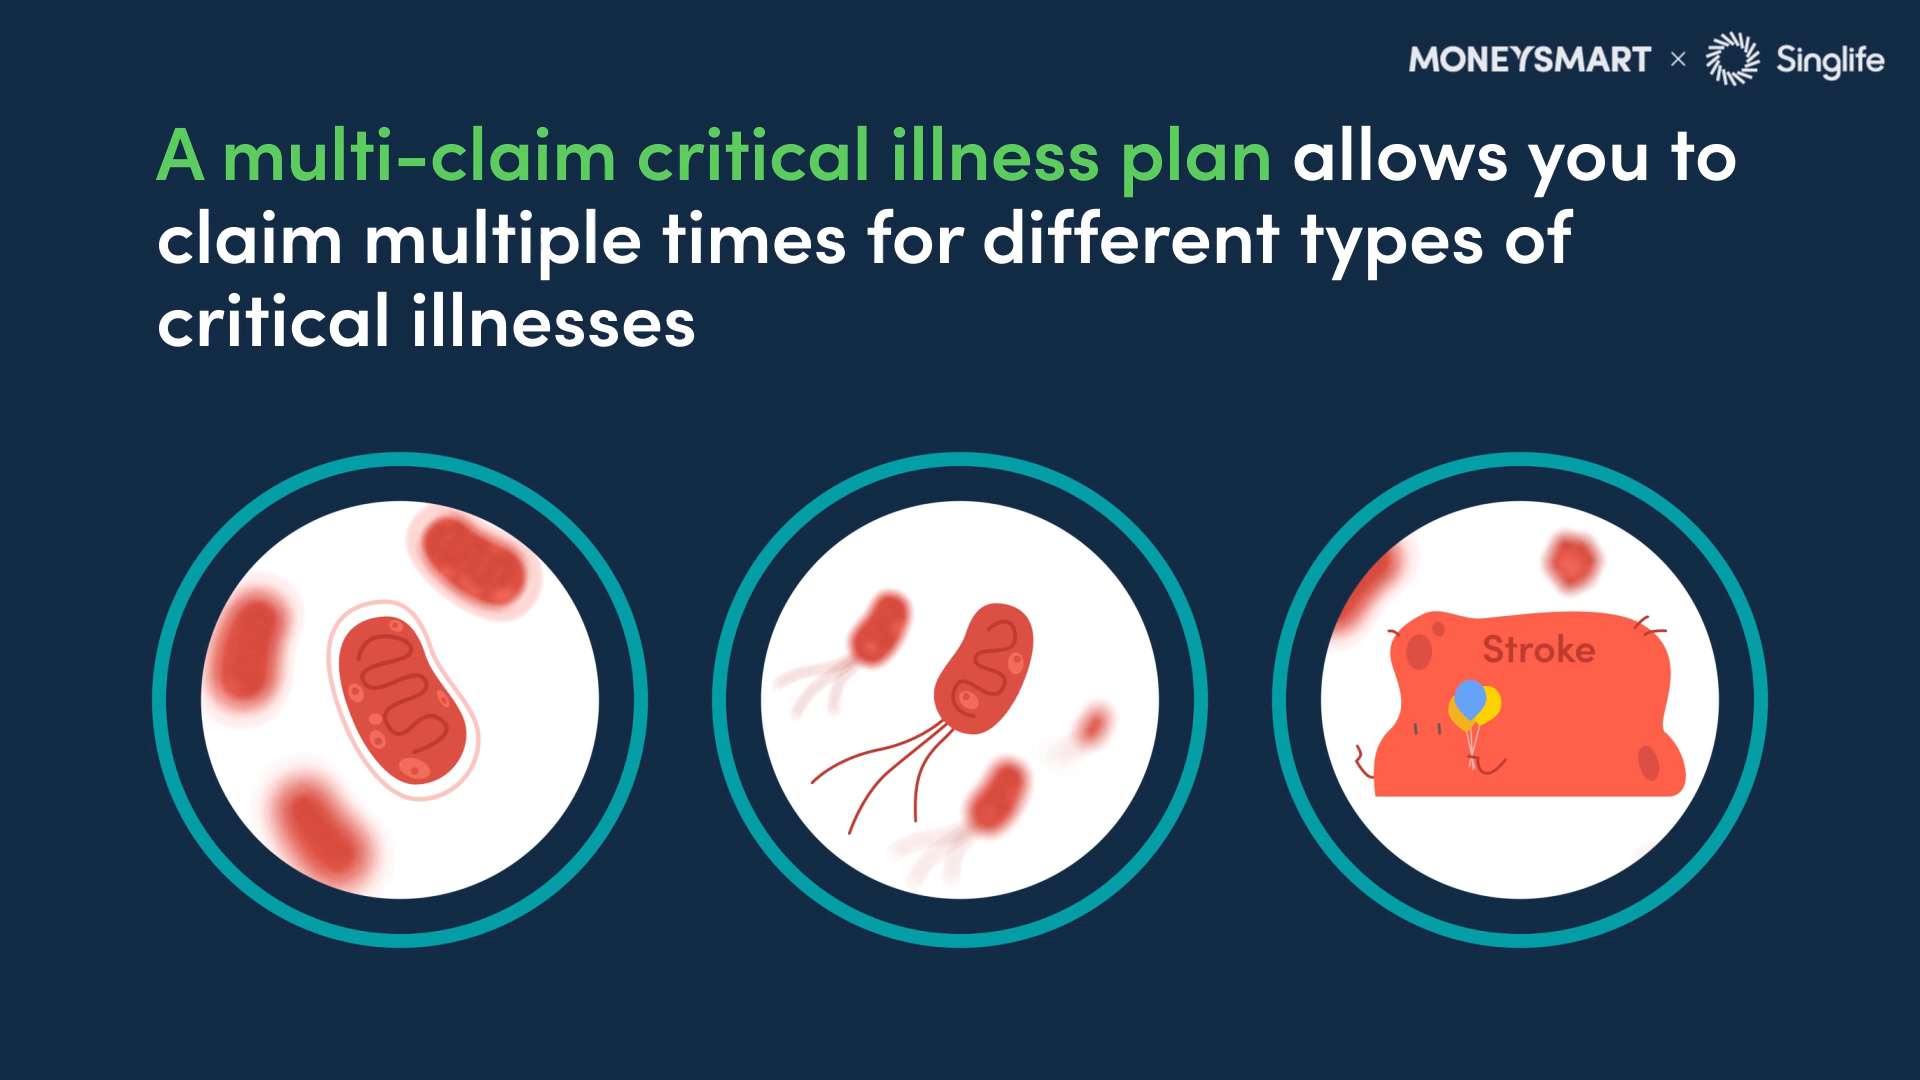 MONEYSMART × Singlife
A multi-claim critical illness plan allows you to
claim multiple times for different types of
critical illnesses
Stroke